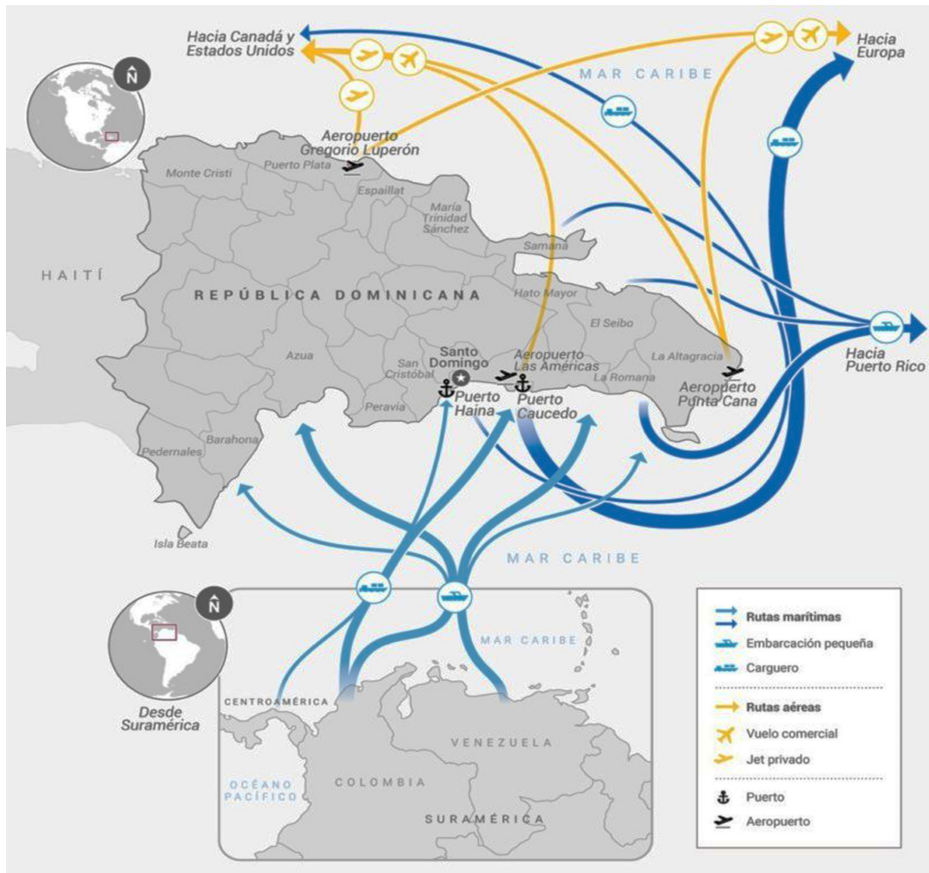 Hacia Canadá y
Estados Unidos
Hacia
Europa
MAR CARIBE
N
Aeropuerto
Gregorio Luperón
Monte Cristi
Puerto Plata
Espaillat
María
Trinidad
Sánchez
Samaná
HAITÍ
REPÚBLICA DOMINICANA
Hato Mayor
El Seibo
Hacia
Puerto Rico
Azua
San
Cristóbal
Santo
Domingo
Aeropuerto
Las Américas
La Altagracia
La Romana
Aeropuerto
Punta Cana
Peravia
Puerto
Haina
Puerto
Caucedo
Barahona
Pedernales
Isla Beata
MAR CARIBE
N
Desde
Suramérica
MAR CARIBE
CENTROAMÉRICA
VENEZUELA
OCÉANO
PACÍFICO
COLOMBIA
SURAMÉRICA
Rutas marítimas
Embarcación pequeña
Carguero
Rutas aéreas
Vuelo comercial
Jet privado
Puerto
Aeropuerto